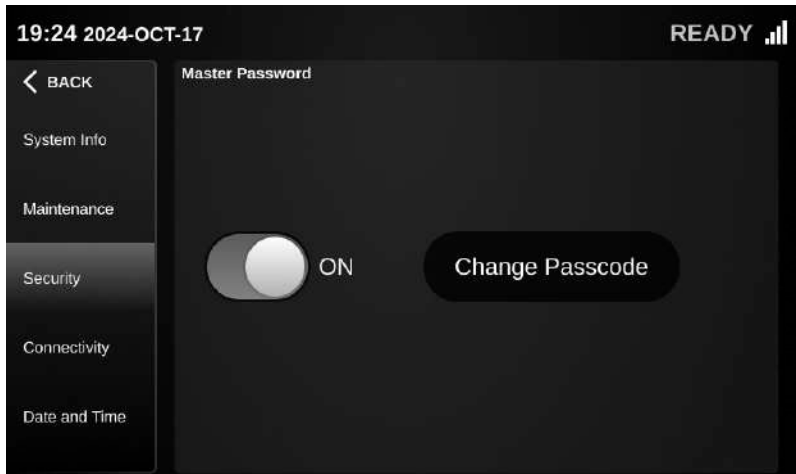 19:24 2024-OCT-17
READY
BACK
Master Password
System Info
Maintenance
Security
ON
Change Passcode
Connectivity
Date and Time